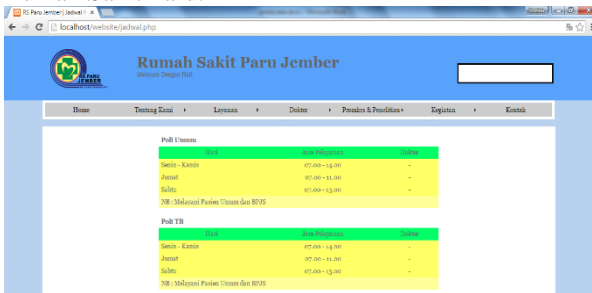 RS Paru Jember | Jadwal
localhost/website/jadwal.php
RS PARU
JEMBER
Rumah Sakit Paru Jember
Melayani Dengan Hati
Home Tentang Kami Layanan Dokter Promkes & Penelitian Kegiatan Kontak
Poli Umum
Hari Jam Pelayanan Dokter
Senin - Kamis 07.00 - 14.00 -
Jumat 07.00 - 11.00 -
Sabtu 07.00 - 13.00 -
NB : Melayani Pasien Umum dan BPJS
Poli TB
Hari Jam Pelayanan Dokter
Senin - Kamis 07.00 - 14.00 -
Jumat 07.00 - 11.00 -
Sabtu 07.00 - 13.00 -
NB : Melayani Pasien Umum dan BPJS